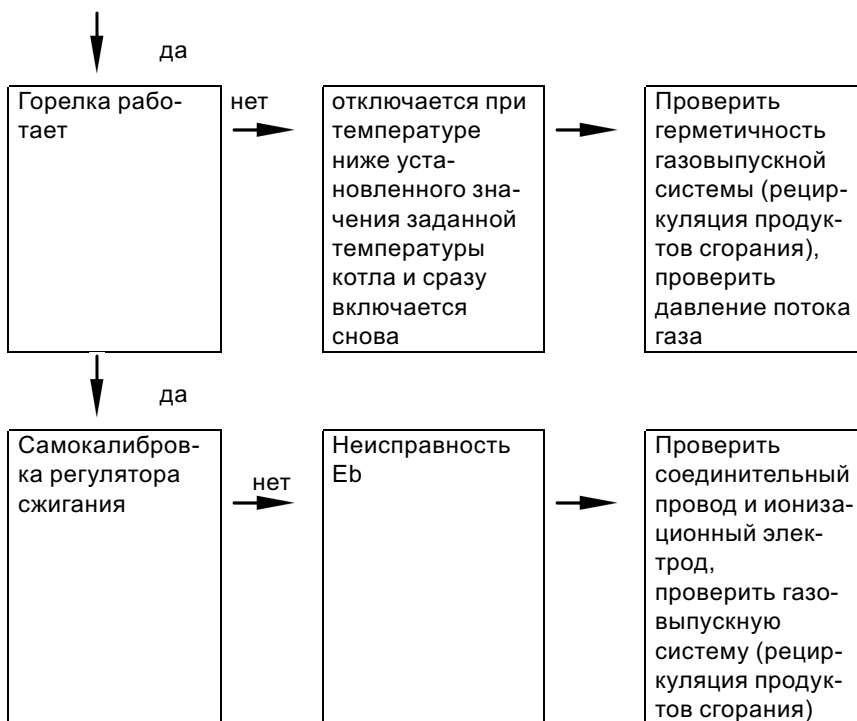 да
Горелка рабо-
тает
нет
отключается при
температуре
ниже уста-
новленного зна-
чения заданной
температуры
котла и сразу
включается
снова
Проверить
герметичность
газовыпускной
системы (рецир-
куляция продук-
тов сгорания),
проверить
давление потока
газа
да
Самокалибров-
ка регулятора
сжигания
нет
Неисправность
Eb
Проверить
соединительный
провод и иониза-
ционный элек-
трод,
проверить газо-
выпускную
систему (рецир-
куляция продук-
тов сгорания)